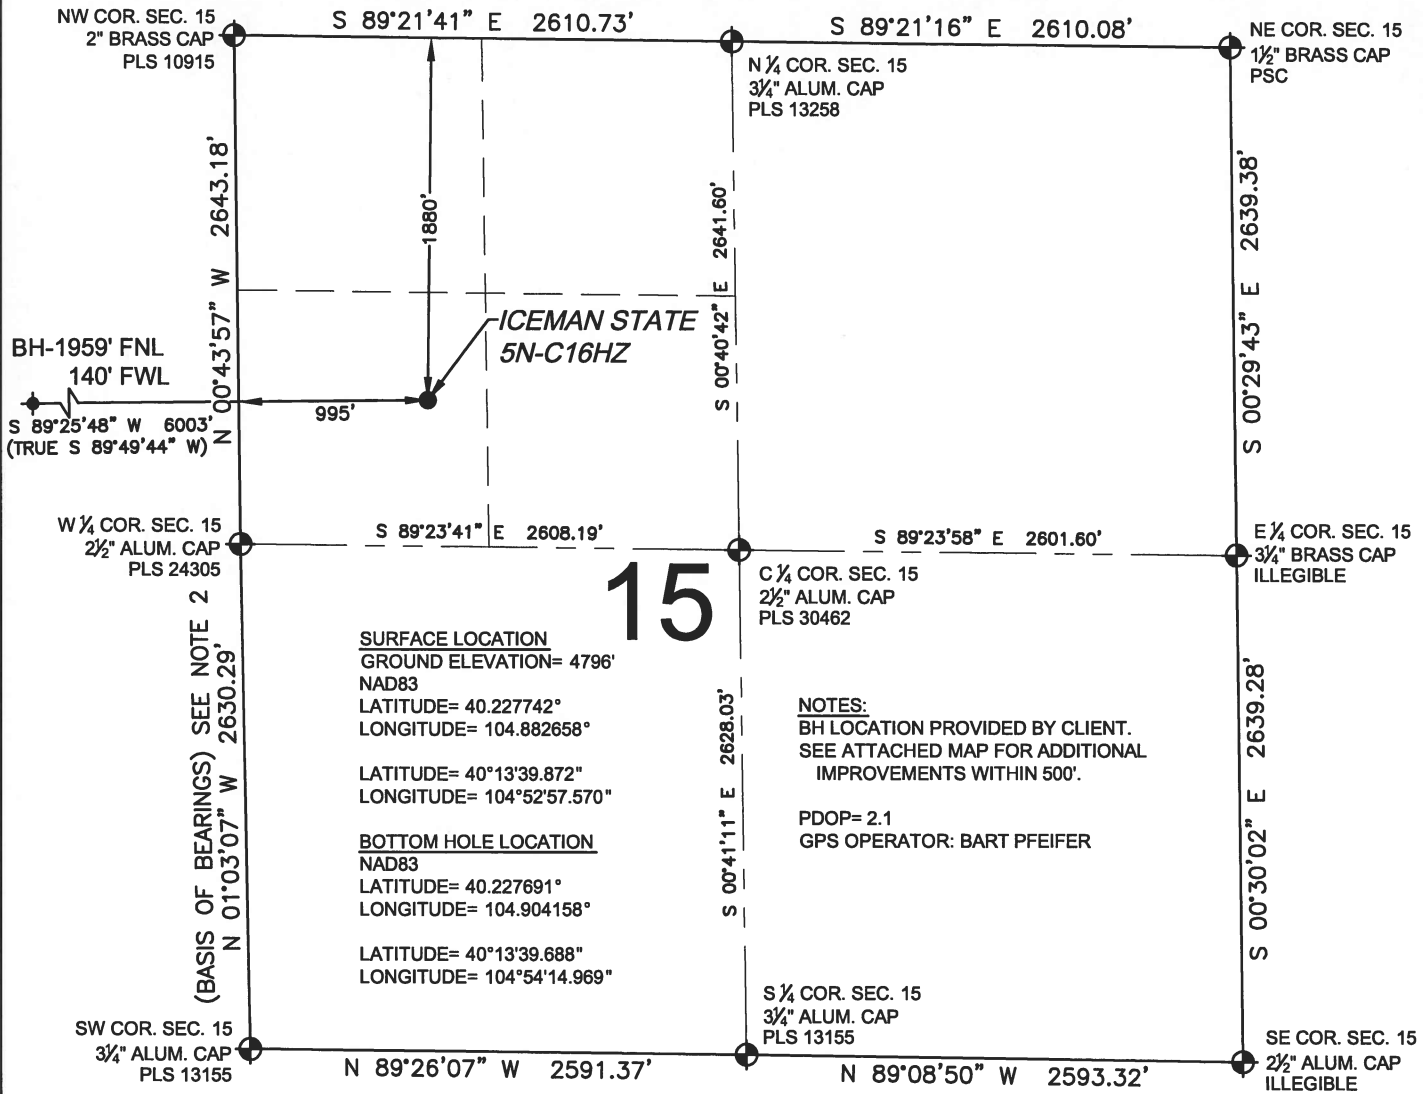 NW COR. SEC. 15
2" BRASS CAP
PLS 10915
S 89°21'41" E 2610.73'
S 89°21'16" E 2610.08'
NE COR. SEC. 15
1½" BRASS CAP
PSC
N ¼ COR. SEC. 15
3¼" ALUM. CAP
PLS 13258
N 00°43'57" W 2643.18'
1880'
S 00°40'42" E 2641.60'
S 00°29'43" E 2639.38'
ICEMAN STATE
5N-C16HZ
BH-1959' FNL
140' FWL
995'
S 89°25'48" W 6003'
(TRUE S 89°49'44" W)
W ¼ COR. SEC. 15
2½" ALUM. CAP
PLS 24305
S 89°23'41" E 2608.19'
S 89°23'58" E 2601.60'
E ¼ COR. SEC. 15
3¼" BRASS CAP
ILLEGIBLE
15
C ¼ COR. SEC. 15
2½" ALUM. CAP
PLS 30462
(BASIS OF BEARINGS) SEE NOTE 2
N 01°03'07" W 2630.29'
SURFACE LOCATION
GROUND ELEVATION= 4796'
NAD83
LATITUDE= 40.227742°
LONGITUDE= 104.882658°
LATITUDE= 40°13'39.872"
LONGITUDE= 104°52'57.570"
BOTTOM HOLE LOCATION
NAD83
LATITUDE= 40.227691°
LONGITUDE= 104.904158°
LATITUDE= 40°13'39.688"
LONGITUDE= 104°54'14.969"
S 00°41'11" E 2628.03'
NOTES:
BH LOCATION PROVIDED BY CLIENT.
SEE ATTACHED MAP FOR ADDITIONAL
IMPROVEMENTS WITHIN 500'.
PDOP= 2.1
GPS OPERATOR: BART PFEIFER
S 00°30'02" E 2639.28'
SW COR. SEC. 15
3¼" ALUM. CAP
PLS 13155
N 89°26'07" W 2591.37'
S ¼ COR. SEC. 15
3¼" ALUM. CAP
PLS 13155
N 89°08'50" W 2593.32'
SE COR. SEC. 15
2½" ALUM. CAP
ILLEGIBLE